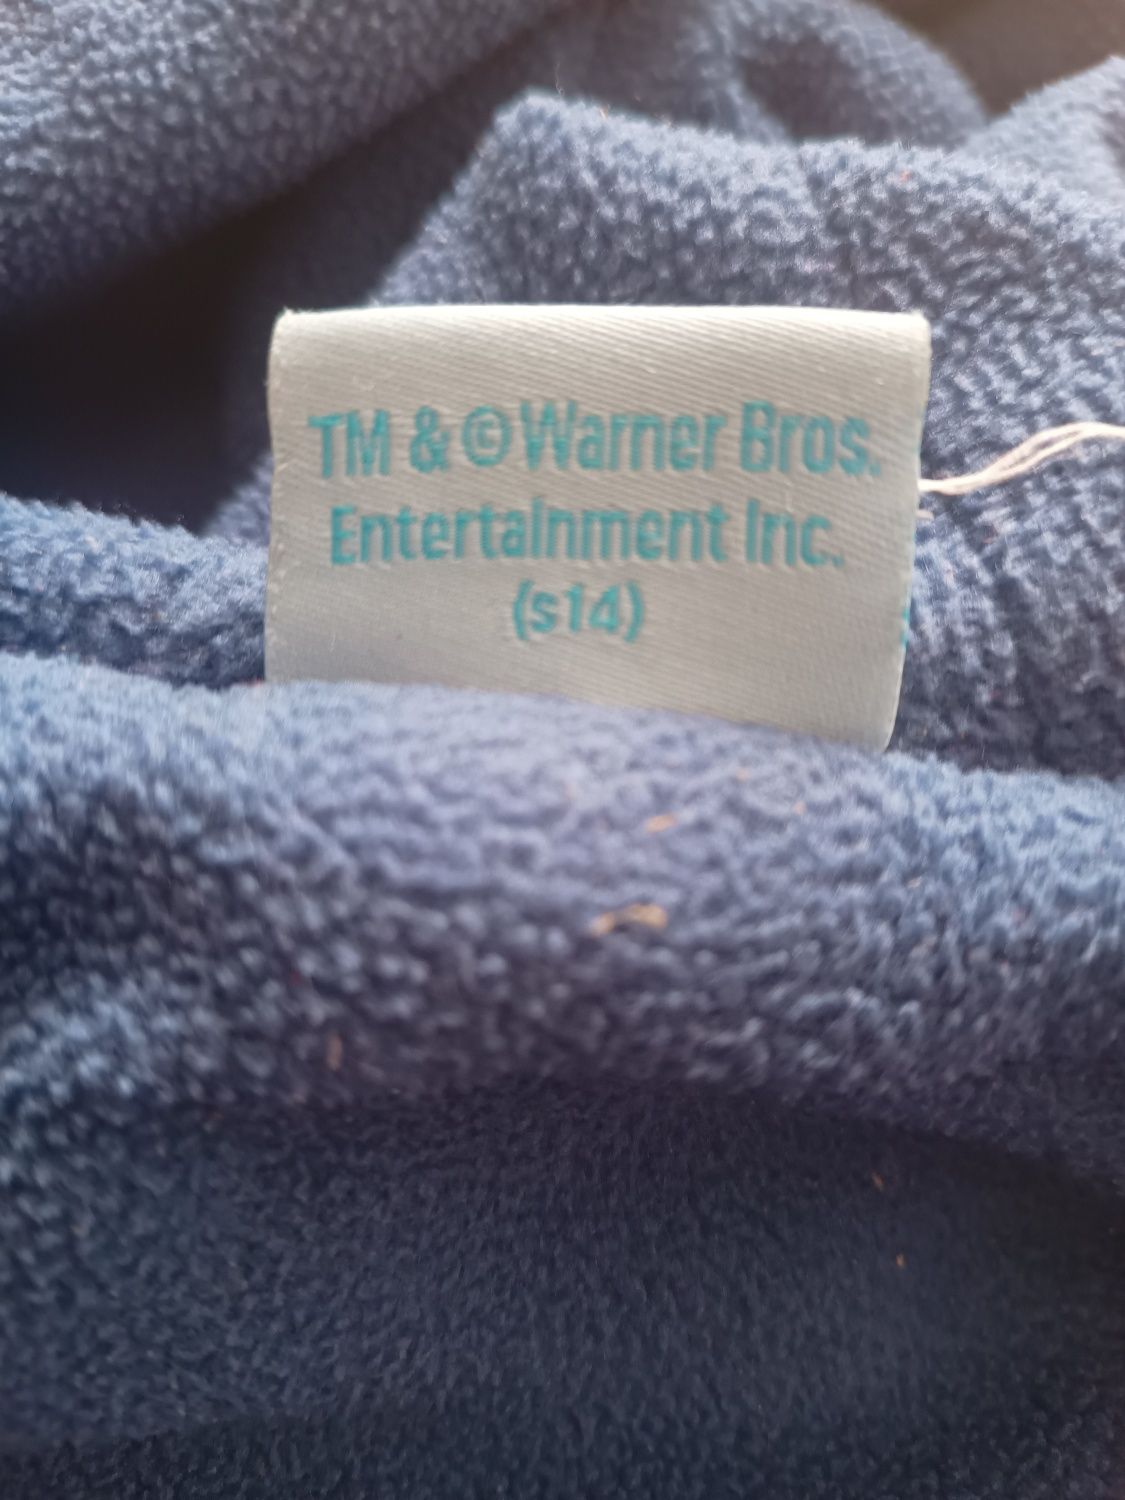 TM & © Warner Bros.
Entertainment Inc..
(s14)